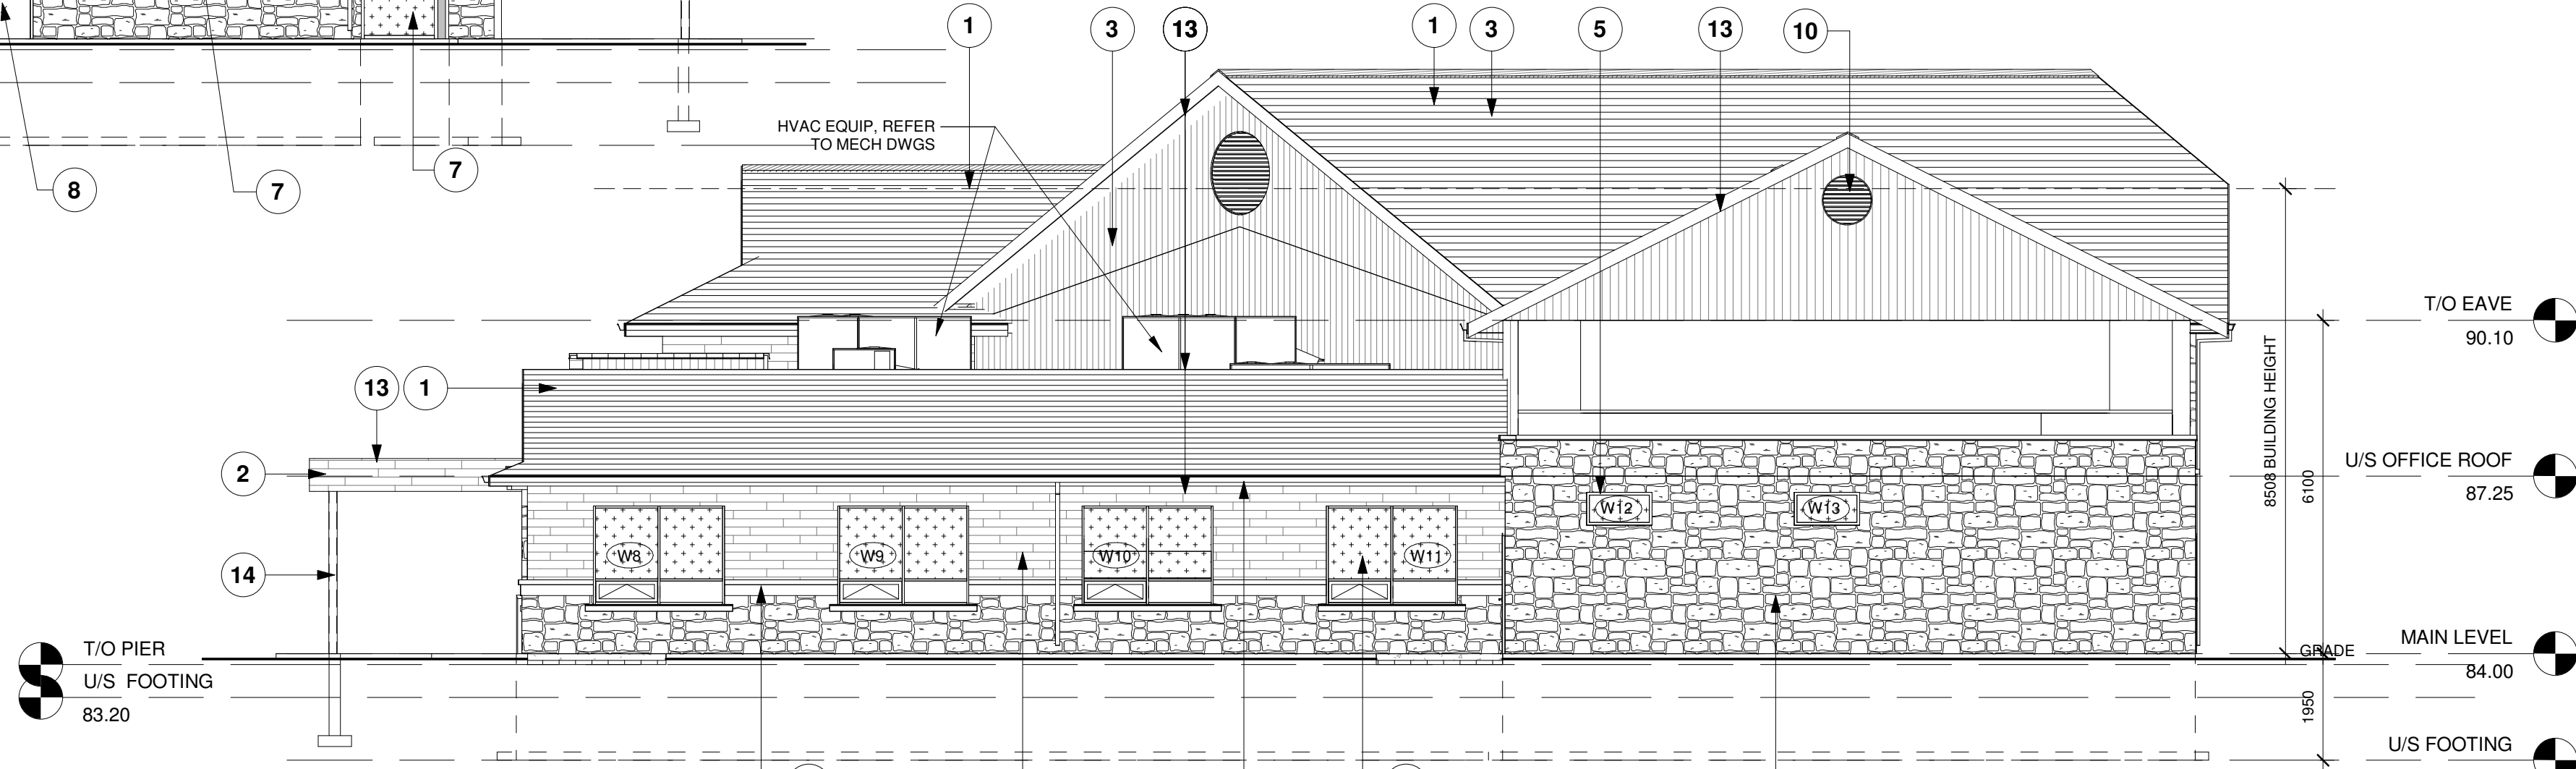 1
3
13
1
3
5
13
10
HVAC EQUIP, REFER
TO MECH DWGS
7
8
7
T/O EAVE
90.10
8508 BUILDING HEIGHT
13
1
2
U/S OFFICE ROOF
87.25
6100
W12
W13
W8
W9
W10
W11
14
T/O PIER
U/S FOOTING
83.20
GRADE
MAIN LEVEL
84.00
1950
U/S FOOTING